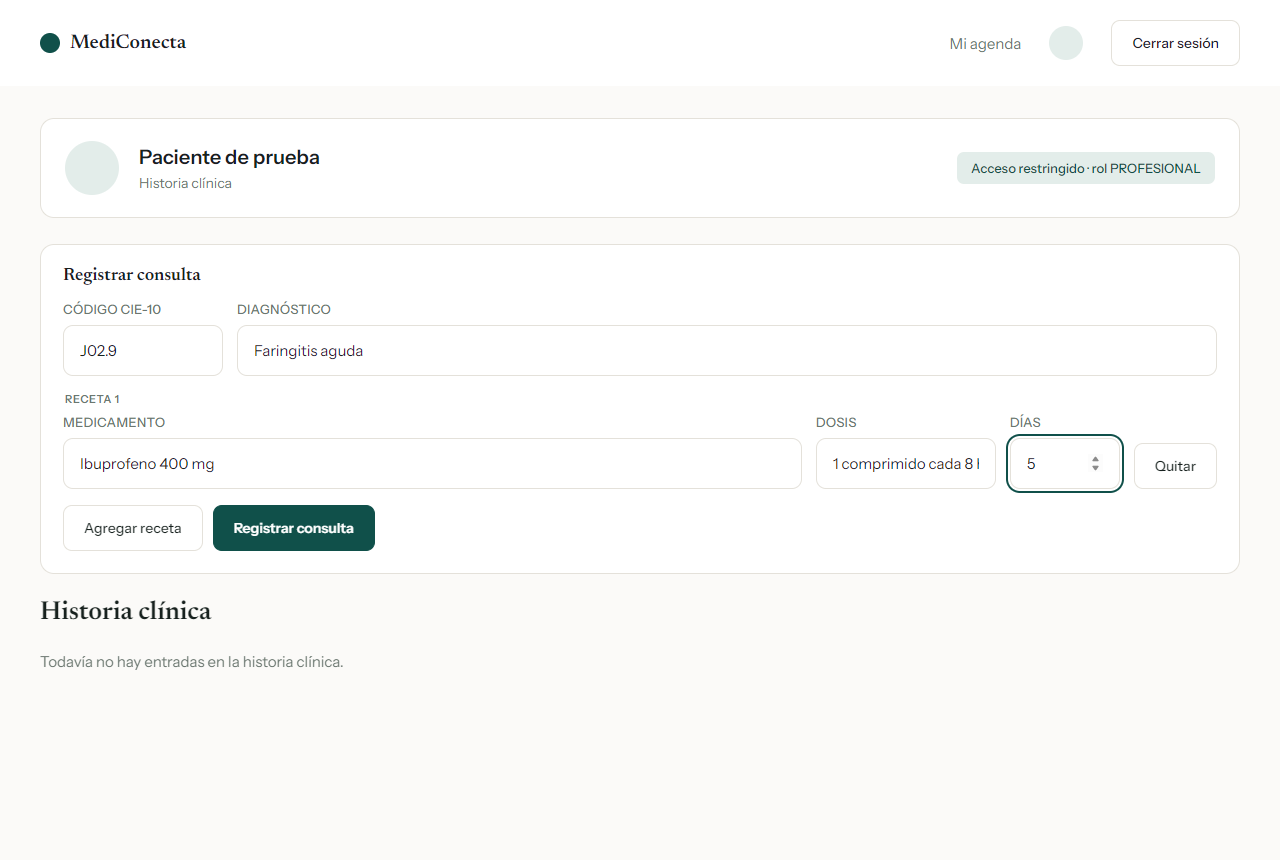 MediConecta
Mi agenda
Cerrar sesión
Paciente de prueba
Historia clínica
Acceso restringido · rol PROFESIONAL
Registrar consulta
CÓDIGO CIE-10
DIAGNÓSTICO
J02.9
Faringitis aguda
RECETA 1
MEDICAMENTO
DOSIS
DÍAS
Ibuprofeno 400 mg
1 comprimido cada 8
5
Quitar
Agregar receta
Registrar consulta
Historia clínica
Todavía no hay entradas en la historia clínica.